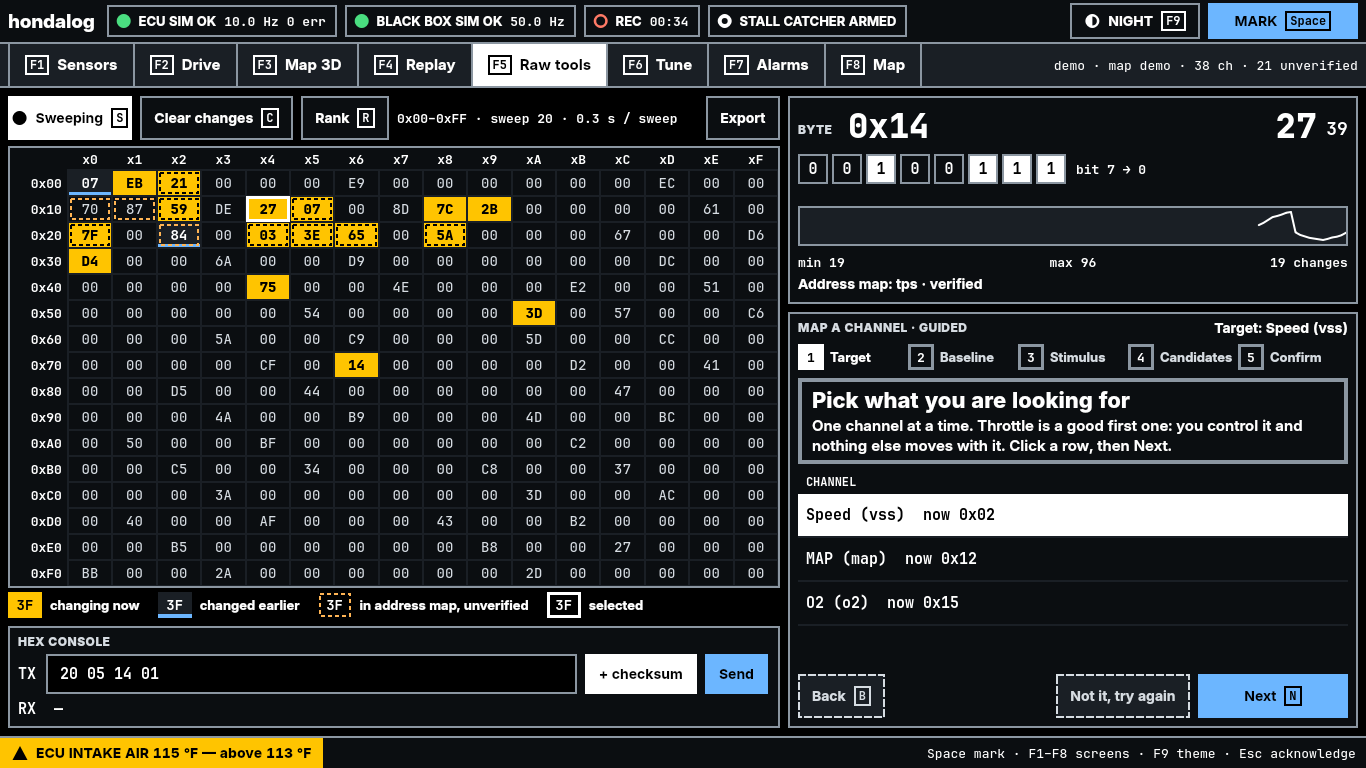 hondalog ECU SIM OK 10.0 Hz 0 err BLACK BOX SIM OK 50.0 Hz REC 00:34 STALL CATCHER ARMED NIGHT F9 MARK Space
F1 Sensors F2 Drive F3 Map 3D F4 Replay F5 Raw tools F6 Tune F7 Alarms F8 Map demo · map demo · 38 ch · 21 unverified
Sweeping S Clear changes C Rank R 0x00–0xFF · sweep 20 · 0.3 s / sweep Export
x0 x1 x2 x3 x4 x5 x6 x7 x8 x9 xA xB xC xD xE xF
0x00 07 EB 21 00 00 00 E9 00 00 00 00 00 00 EC 00 00
0x10 70 87 59 DE 27 07 00 8D 7C 2B 00 00 00 00 61 00
0x20 7F 00 84 00 03 3E 65 00 5A 00 00 00 67 00 00 D6
0x30 D4 00 00 6A 00 00 D9 00 00 00 00 00 00 DC 00 00
0x40 00 00 00 00 75 00 00 4E 00 00 00 E2 00 00 51 00
0x50 00 00 00 00 00 54 00 00 00 00 3D 00 57 00 00 C6
0x60 00 00 00 5A 00 00 C9 00 00 00 5D 00 00 CC 00 00
0x70 00 00 00 00 CF 00 14 00 00 00 00 D2 00 00 41 00
0x80 00 00 D5 00 00 44 00 00 00 00 00 00 47 00 00 00
0x90 00 00 00 4A 00 00 B9 00 00 00 4D 00 00 BC 00 00
0xA0 00 50 00 00 BF 00 00 00 00 00 00 C2 00 00 00 00
0xB0 00 00 C5 00 00 34 00 00 00 C8 00 00 37 00 00 00
0xC0 00 00 00 3A 00 00 00 00 00 00 3D 00 00 AC 00 00
0xD0 00 40 00 00 AF 00 00 00 43 00 00 B2 00 00 00 00
0xE0 00 00 B5 00 00 00 00 00 00 B8 00 00 27 00 00 00
0xF0 BB 00 00 2A 00 00 00 00 00 00 2D 00 00 00 00 00
3F changing now 3F changed earlier 3F in address map, unverified 3F selected
HEX CONSOLE
TX 20 05 14 01 + checksum Send
RX —
BYTE 0x14 27 39
0 0 1 0 0 1 1 1 bit 7 → 0
min 19 max 96 19 changes
Address map: tps · verified
MAP A CHANNEL · GUIDED Target: Speed (vss)
1 Target 2 Baseline 3 Stimulus 4 Candidates 5 Confirm
Pick what you are looking for
One channel at a time. Throttle is a good first one: you control it and
nothing else moves with it. Click a row, then Next.
CHANNEL
Speed (vss) now 0x02
MAP (map) now 0x12
O2 (o2) now 0x15
Back B Not it, try again Next N
ECU INTAKE AIR 115 °F — above 113 °F Space mark · F1–F8 screens · F9 theme · Esc acknowledge